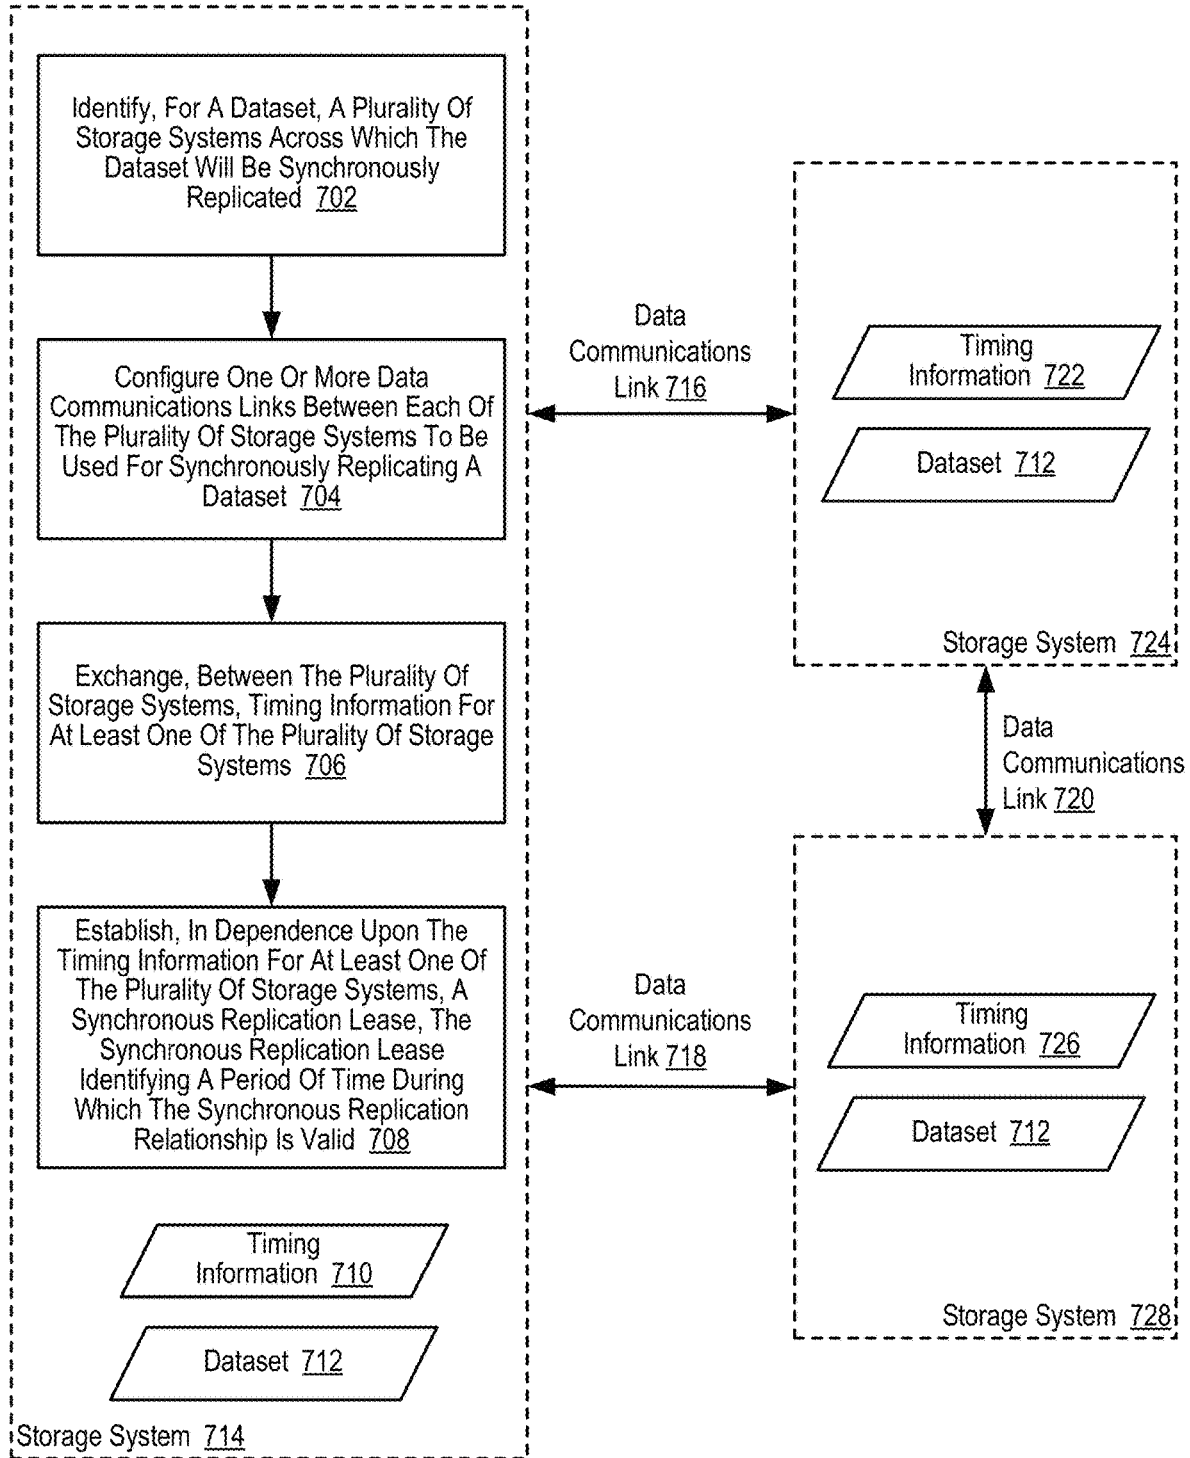 Identify, For A Dataset, A Plurality Of
Storage Systems Across Which The
Dataset Will Be Synchronously
Replicated 702
Configure One Or More Data
Communications Links Between Each Of
The Plurality Of Storage Systems To Be
Used For Synchronously Replicating A
Dataset 704
Exchange, Between The Plurality Of
Storage Systems, Timing Information For
At Least One Of The Plurality Of Storage
Systems 706
Establish, In Dependence Upon The
Timing Information For At Least One Of
The Plurality Of Storage Systems, A
Synchronous Replication Lease, The
Synchronous Replication Lease
Identifying A Period Of Time During
Which The Synchronous Replication
Relationship Is Valid 708
Timing
Information 710
Dataset 712
Storage System 714
Data
Communications
Link 716
Timing
Information 722
Dataset 712
Storage System 724
Data
Communications
Link 720
Data
Communications
Link 718
Timing
Information 726
Dataset 712
Storage System 728